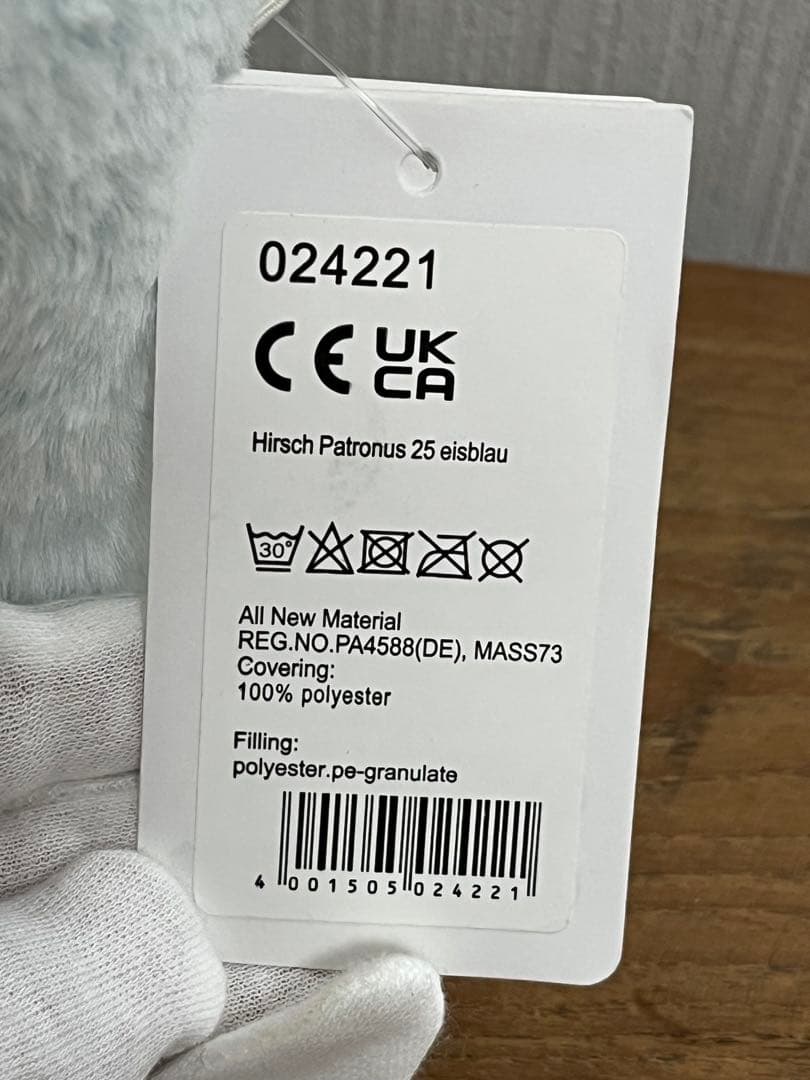 024221
CE UK
CA
Hirsch Patronus 25 eisblau
30°
All New Material
REG.NO.PA4588(DE), MASS73
Covering:
100% polyester
Filling:
polyester.pe-granulate
4 001505 024221